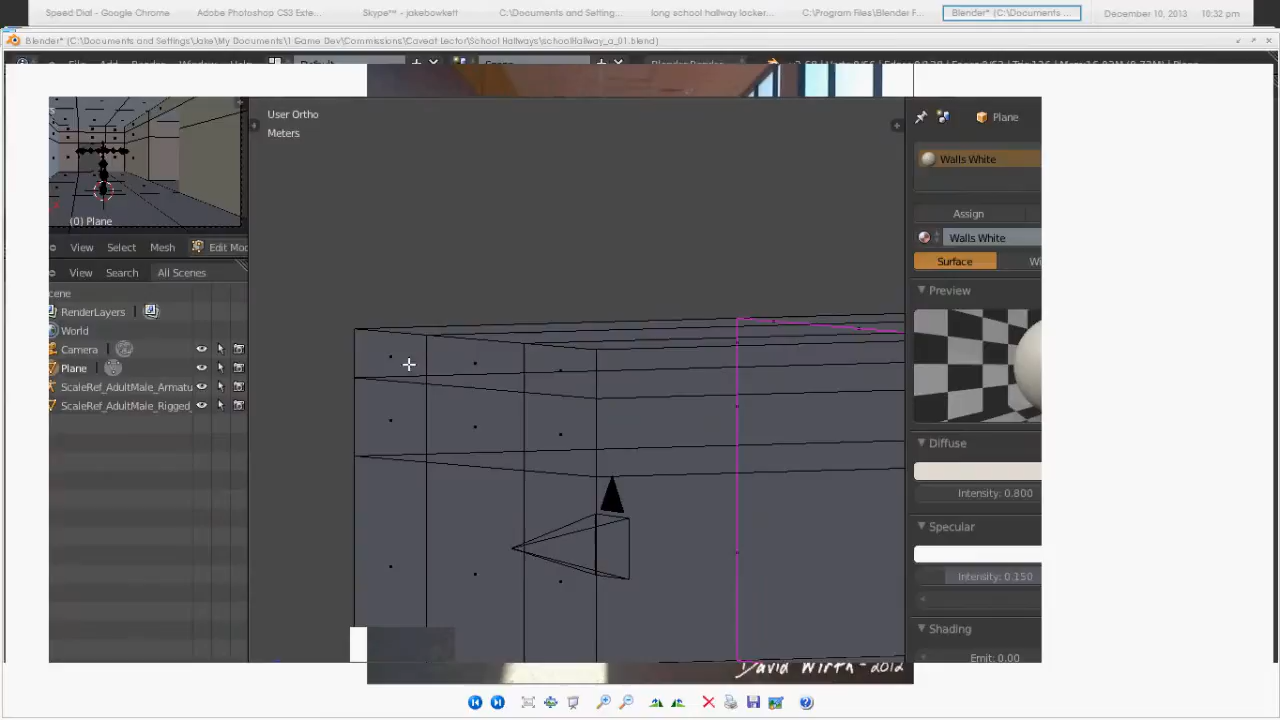 Speed Dial - Google Chrome
Adobe Photoshop CS3 Exte...
Skype™ - jakebowkett
C:\Documents and Setting...
long school hallway locker...
C:\Program Files\Blender F...
Blender* (C:\Documents ...
December 10, 2013
10:32 pm
Blender* (C:\Documents and Settings\Jake\My Documents\1 Game Dev\Commissions\Caveat Lector\School Hallways\schoolHallway_a_01.blend)
User Ortho
Meters
(0) Plane
View Select Mesh Edit Mod
View Search All Scenes
cene
RenderLayers
World
Camera
Plane
ScaleRef_AdultMale_Armatu
ScaleRef_AdultMale_Rigged_
Plane
Walls White
Assign
Walls White
Surface Wi
Preview
Diffuse
Intensity: 0.800
Specular
Intensity: 0.150
Shading
Emit: 0.00
David Wirth - 2012